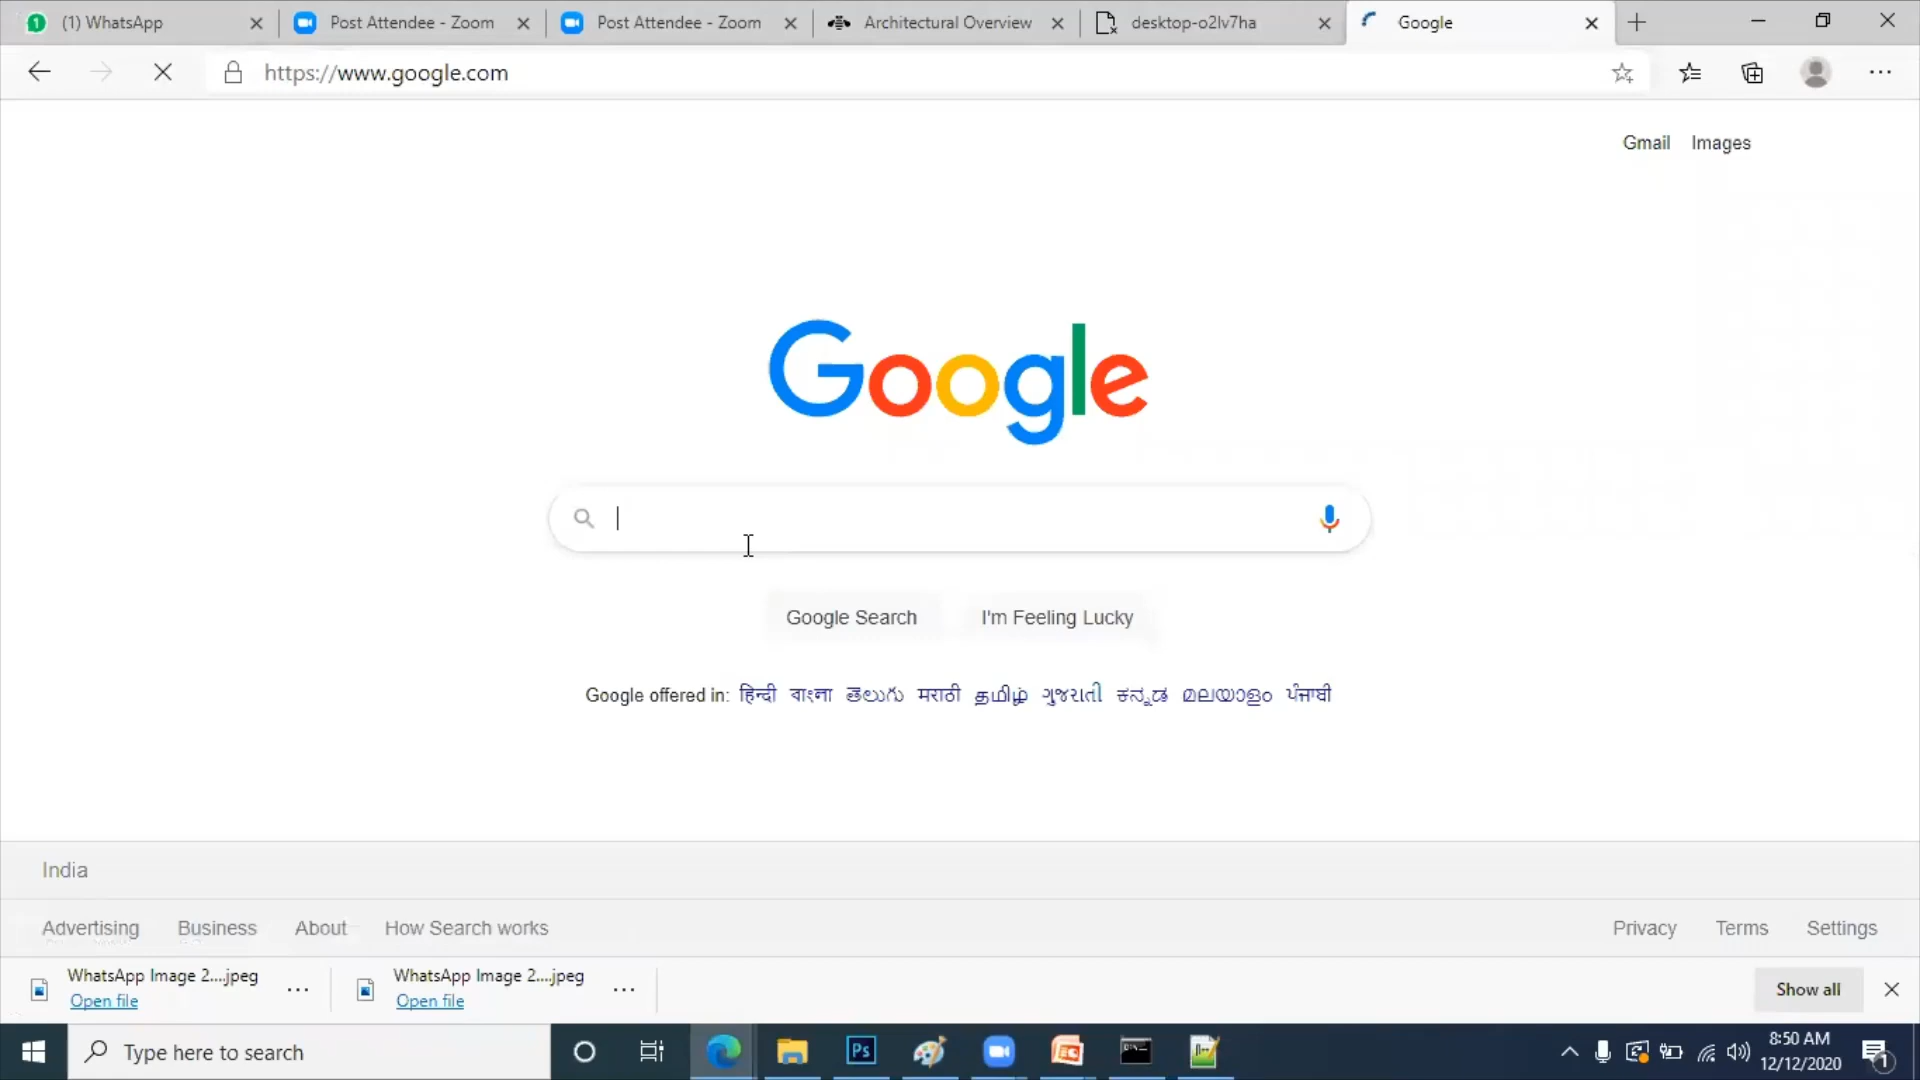 1 (1) WhatsApp Post Attendee - Zoom Post Attendee - Zoom Architectural Overview desktop-o2lv7ha Google
https://www.google.com
Gmail Images
Google
Google Search I'm Feeling Lucky
Google offered in: हिन्दी বাংলা తెలుగు मराठी தமிழ் ગુજરાતી ಕನ್ನಡ മലയാളം ਪੰਜਾਬੀ
India
Advertising Business About How Search works Privacy Terms Settings
WhatsApp Image 2....jpeg WhatsApp Image 2....jpeg
Open file Open file
Show all
Type here to search
Ps
8:50 AM
12/12/2020
1